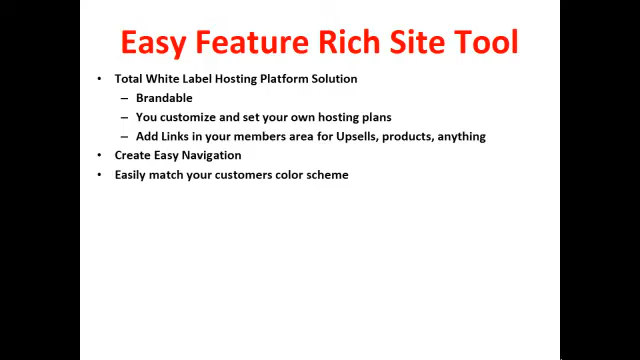 Easy Feature Rich Site Tool
• Total White Label Hosting Platform Solution
– Brandable
– You customize and set your own hosting plans
– Add Links in your members area for Upsells, products, anything
• Create Easy Navigation
• Easily match your customers color scheme